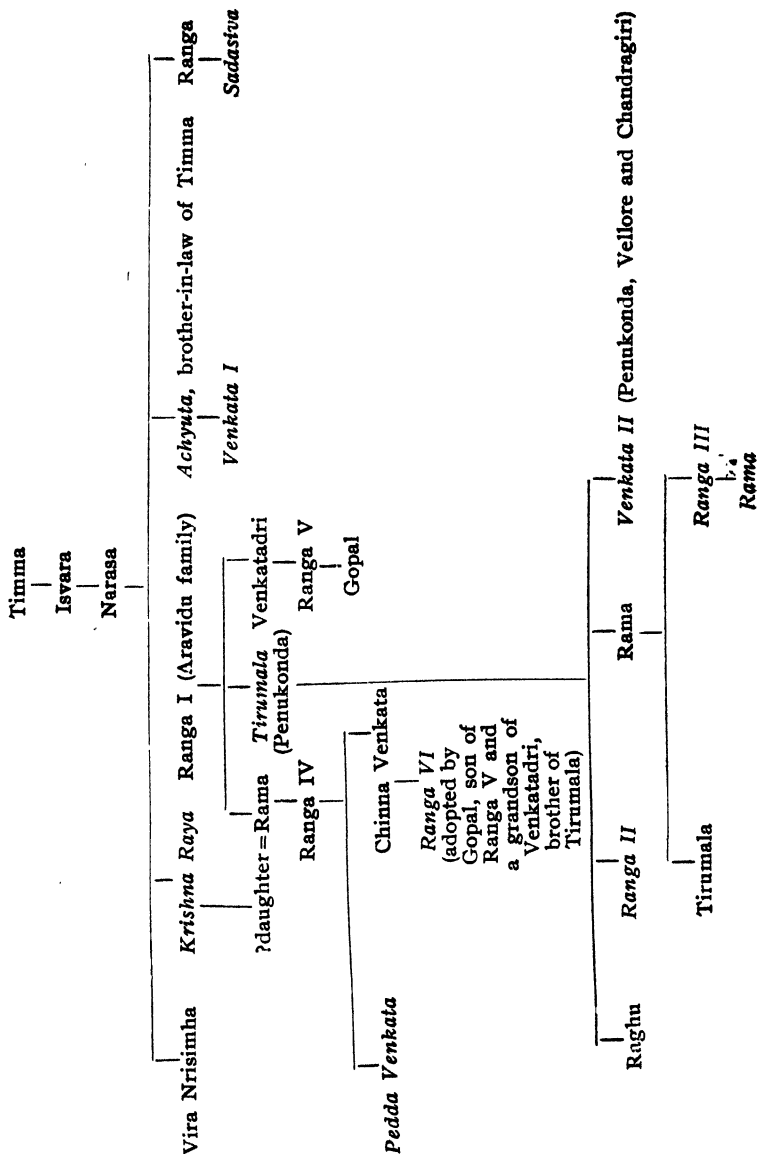 Timma
Isvara
Narasa
Vira Nrisimha
Krishna Raya
Ranga I (Aravidu family)
Achyuta, brother-in-law of Timma
Ranga
Venkata I
Sadasiva
?daughter=Rama
Tirumala
(Penukonda)
Venkatadri
Ranga IV
Ranga V
Gopal
Pedda Venkata
Chinna Venkata
Ranga VI
(adopted by
Gopal, son of
Ranga V and
a grandson of
Venkatadri,
brother of
Tirumala)
Raghu
Ranga II
Rama
Venkata II (Penukonda, Vellore and Chandragiri)
Tirumala
Ranga III
Rama